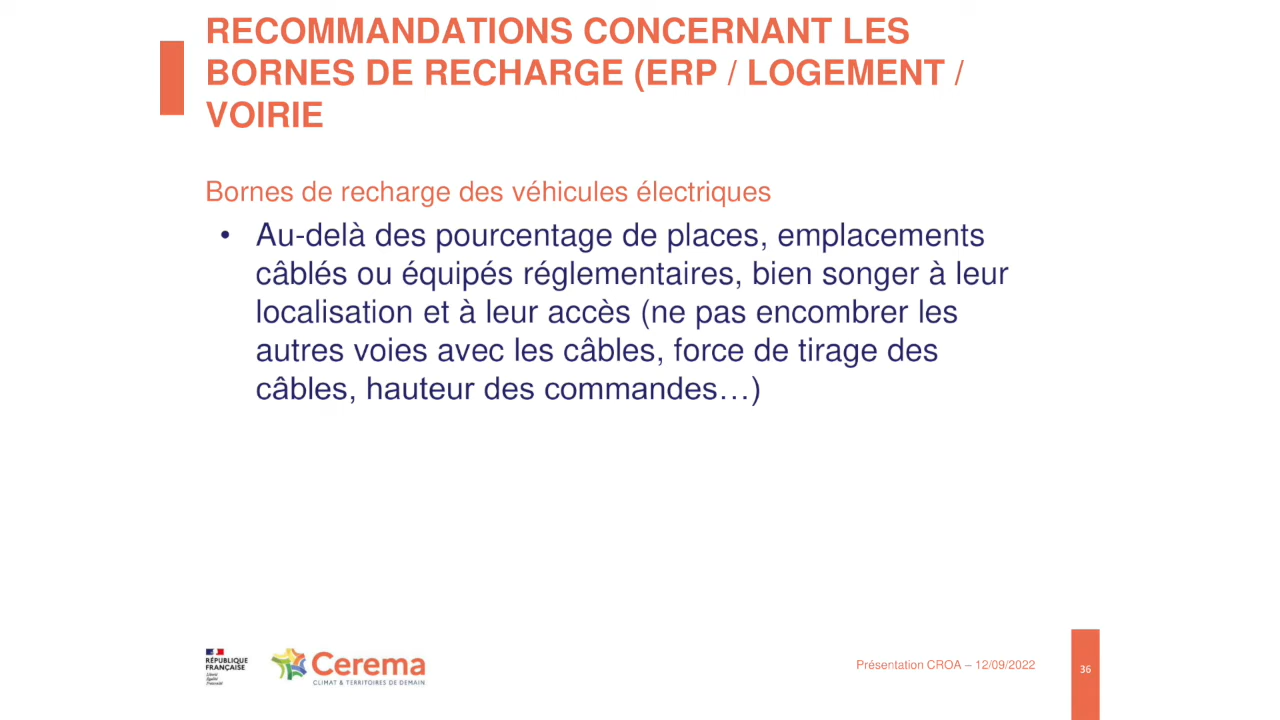 RECOMMANDATIONS CONCERNANT LES
BORNES DE RECHARGE (ERP / LOGEMENT /
VOIRIE
Bornes de recharge des véhicules électriques
• Au-delà des pourcentage de places, emplacements
câblés ou équipés réglementaires, bien songer à leur
localisation et à leur accès (ne pas encombrer les
autres voies avec les câbles, force de tirage des
câbles, hauteur des commandes…)
RÉPUBLIQUE
FRANÇAISE
Liberté
Égalité
Fraternité
Cerema
CLIMAT & TERRITOIRES DE DEMAIN
Présentation CROA – 12/09/2022
36